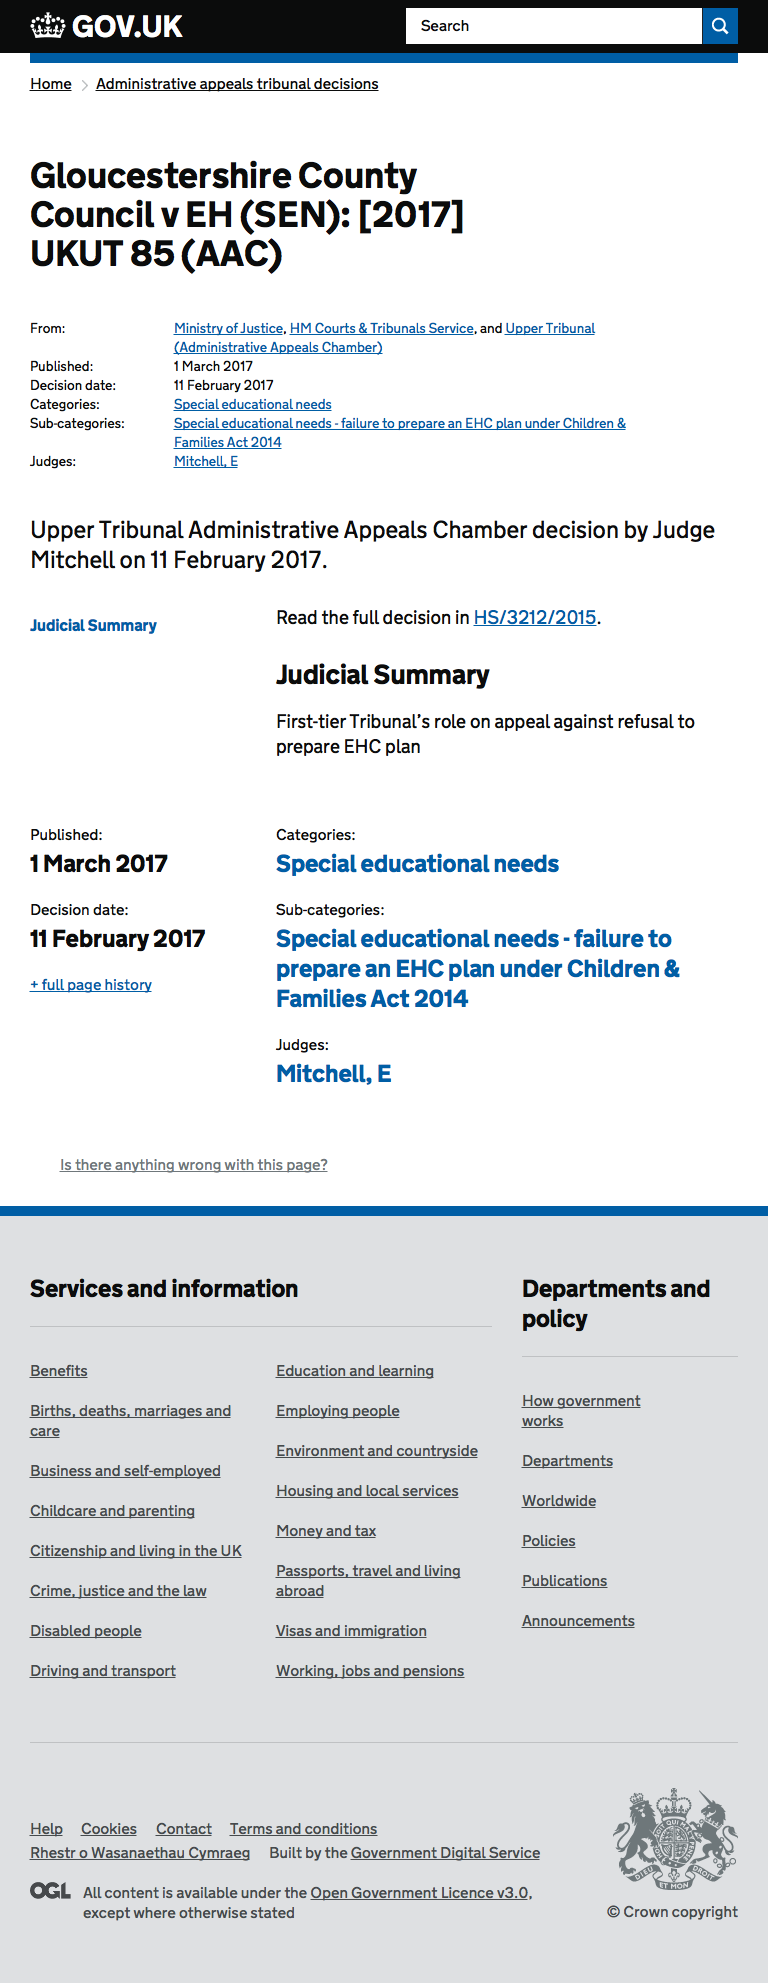 GOV.UK
Search
Home
Administrative appeals tribunal decisions
Gloucestershire County
Council v EH (SEN): [2017]
UKUT 85 (AAC)
From:
Ministry of Justice, HM Courts & Tribunals Service, and Upper Tribunal
(Administrative Appeals Chamber)
Published:
1 March 2017
Decision date:
11 February 2017
Categories:
Special educational needs
Sub-categories:
Special educational needs - failure to prepare an EHC plan under Children &
Families Act 2014
Judges:
Mitchell, E
Upper Tribunal Administrative Appeals Chamber decision by Judge
Mitchell on 11 February 2017.
Judicial Summary
Read the full decision in HS/3212/2015.
Judicial Summary
First-tier Tribunal’s role on appeal against refusal to
prepare EHC plan
Published:
1 March 2017
Decision date:
11 February 2017
+ full page history
Categories:
Special educational needs
Sub-categories:
Special educational needs - failure to
prepare an EHC plan under Children &
Families Act 2014
Judges:
Mitchell, E
Is there anything wrong with this page?
Services and information
Benefits
Births, deaths, marriages and
care
Business and self-employed
Childcare and parenting
Citizenship and living in the UK
Crime, justice and the law
Disabled people
Driving and transport
Education and learning
Employing people
Environment and countryside
Housing and local services
Money and tax
Passports, travel and living
abroad
Visas and immigration
Working, jobs and pensions
Departments and
policy
How government
works
Departments
Worldwide
Policies
Publications
Announcements
Help
Cookies
Contact
Terms and conditions
Rhestr o Wasanaethau Cymraeg
Built by the Government Digital Service
OGL
All content is available under the Open Government Licence v3.0,
except where otherwise stated
DIEU ET MON DROIT
© Crown copyright